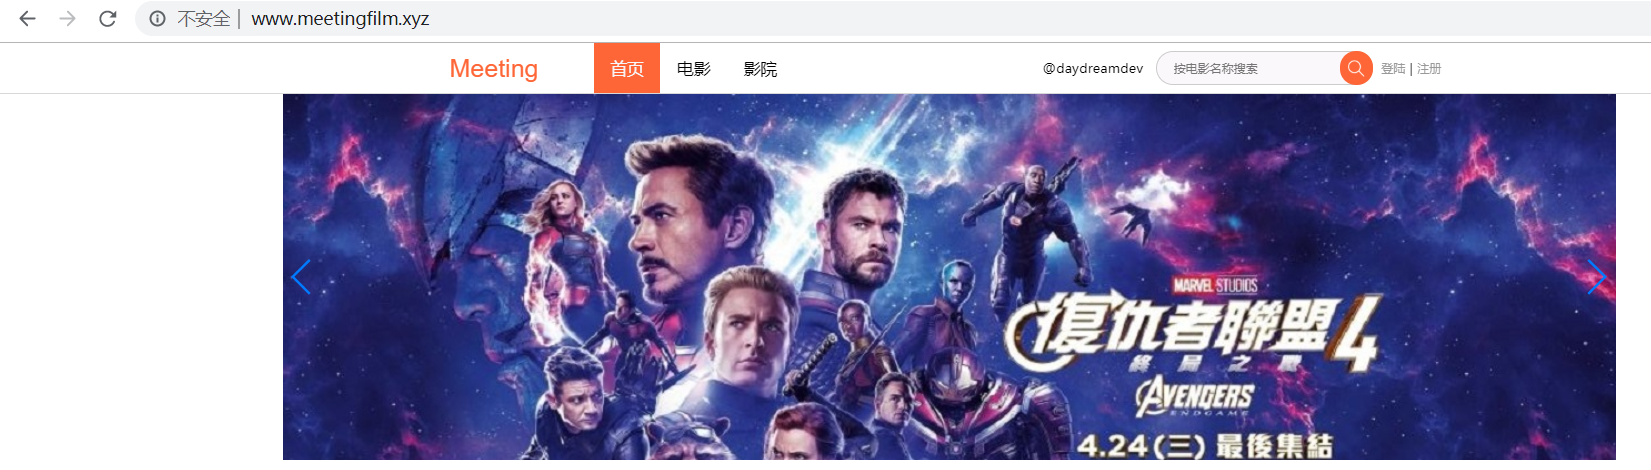 不安全 | www.meetingfilm.xyz
Meeting 首页 电影 影院 @daydreamdev 按电影名称搜索 登陆 | 注册
MARVEL STUDIOS
復仇者聯盟4
終局之戰
AVENGERS
ENDGAME
4.24(三) 最後集結